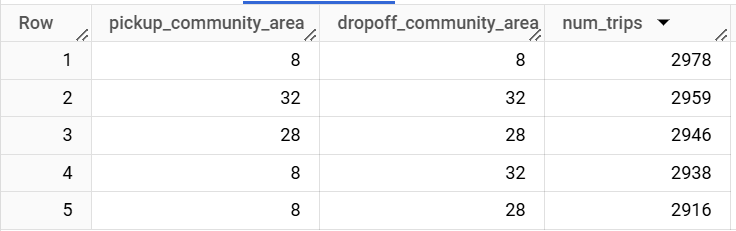 Row pickup_community_area dropoff_community_area num_trips
1 8 8 2978
2 32 32 2959
3 28 28 2946
4 8 32 2938
5 8 28 2916